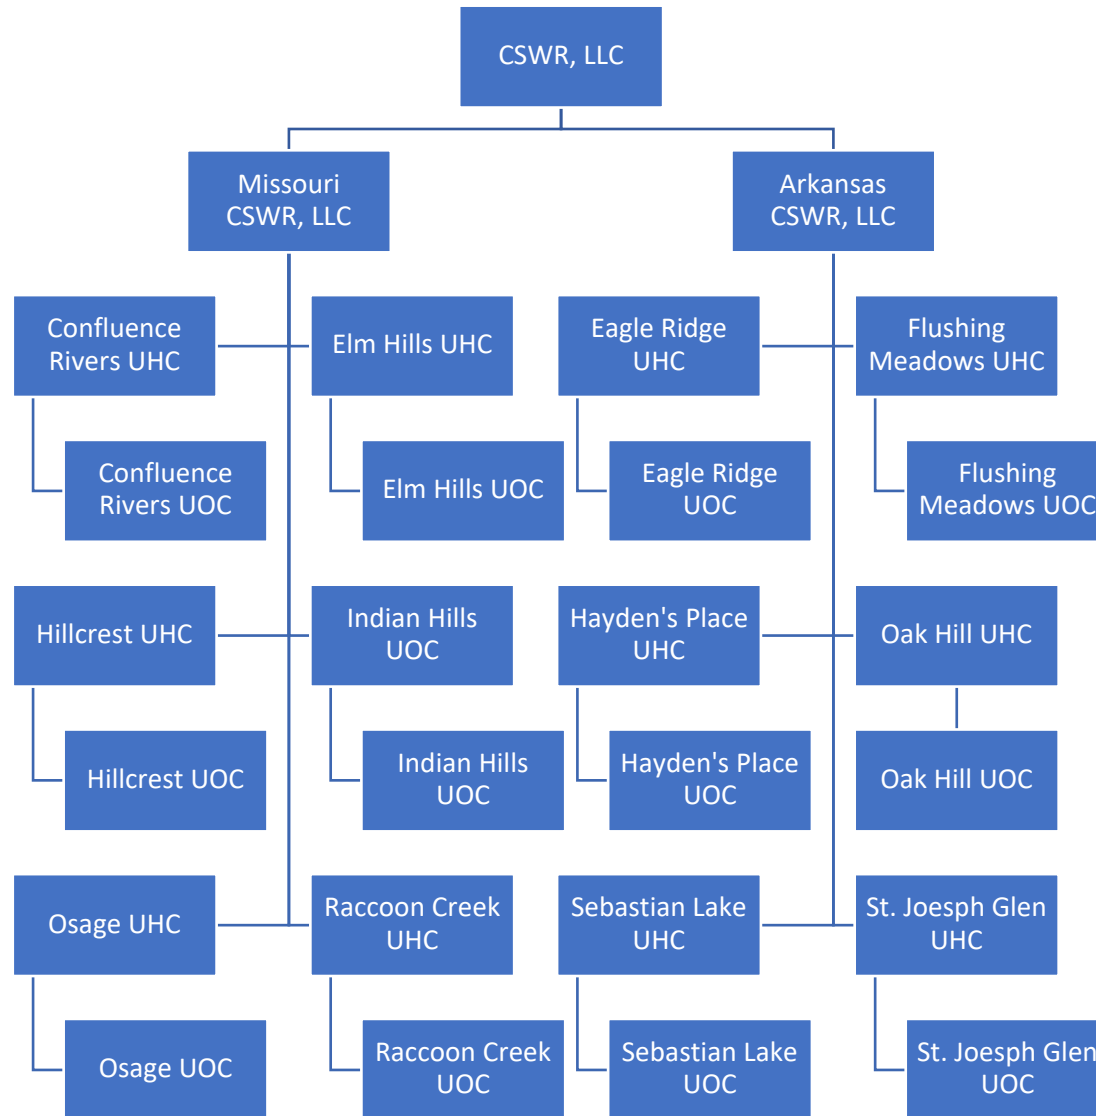 CSWR, LLC
Missouri
CSWR, LLC
Arkansas
CSWR, LLC
Confluence
Rivers UHC
Elm Hills UHC
Eagle Ridge
UHC
Flushing
Meadows UHC
Confluence
Rivers UOC
Elm Hills UOC
Eagle Ridge
UOC
Flushing
Meadows UOC
Hillcrest UHC
Indian Hills
UOC
Hayden's Place
UHC
Oak Hill UHC
Hillcrest UOC
Indian Hills
UOC
Hayden's Place
UOC
Oak Hill UOC
Osage UHC
Raccoon Creek
UHC
Sebastian Lake
UHC
St. Joesph Glen
UHC
Osage UOC
Raccoon Creek
UOC
Sebastian Lake
UOC
St. Joesph Glen
UOC